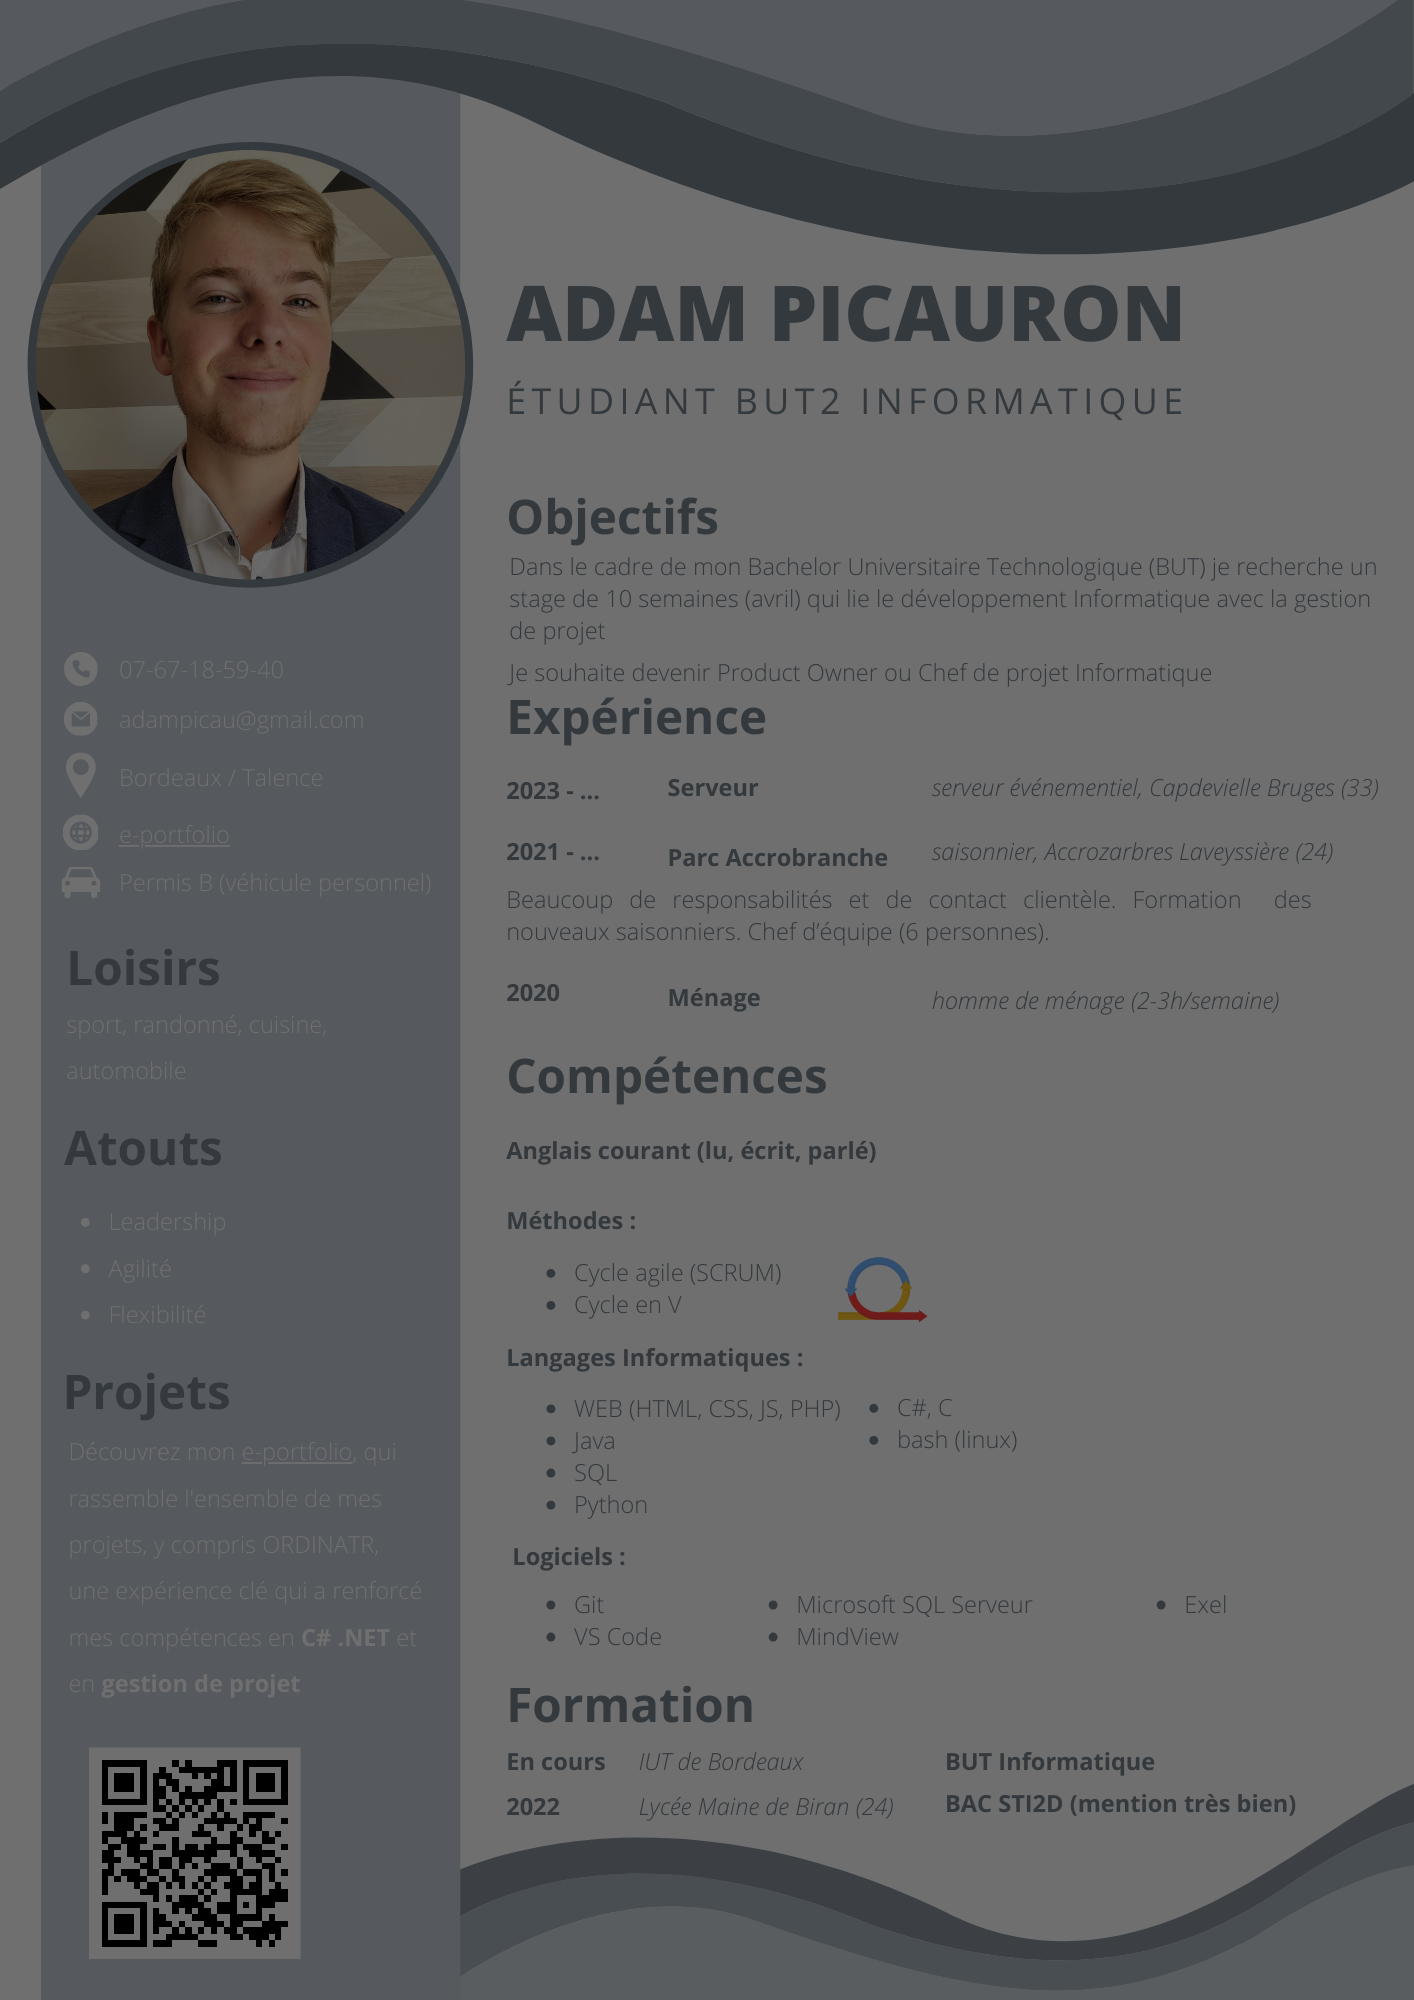 ADAM PICAURON
ÉTUDIANT BUT2 INFORMATIQUE
07-67-18-59-40
adampicau@gmail.com
Bordeaux / Talence
e-portfolio
Permis B (véhicule personnel)
Loisirs
sport, randonné, cuisine,
automobile
Atouts
Leadership
Agilité
Flexibilité
Projets
Découvrez mon e-portfolio, qui
rassemble l'ensemble de mes
projets, y compris ORDINATR,
une expérience clé qui a renforcé
mes compétences en C# .NET et
en gestion de projet
Objectifs
Dans le cadre de mon Bachelor Universitaire Technologique (BUT) je recherche un
stage de 10 semaines (avril) qui lie le développement Informatique avec la gestion
de projet
Je souhaite devenir Product Owner ou Chef de projet Informatique
Expérience
2023 - ... Serveur serveur événementiel, Capdevielle Bruges (33)
2021 - ... Parc Accrobranche saisonnier, Accrozarbres Laveyssière (24)
Beaucoup de responsabilités et de contact clientèle. Formation des
nouveaux saisonniers. Chef d’équipe (6 personnes).
2020 Ménage homme de ménage (2-3h/semaine)
Compétences
Anglais courant (lu, écrit, parlé)
Méthodes :
Cycle agile (SCRUM)
Cycle en V
Langages Informatiques :
WEB (HTML, CSS, JS, PHP)
Java
SQL
Python
C#, C
bash (linux)
Logiciels :
Git
VS Code
Microsoft SQL Serveur
MindView
Exel
Formation
En cours IUT de Bordeaux BUT Informatique
2022 Lycée Maine de Biran (24) BAC STI2D (mention très bien)